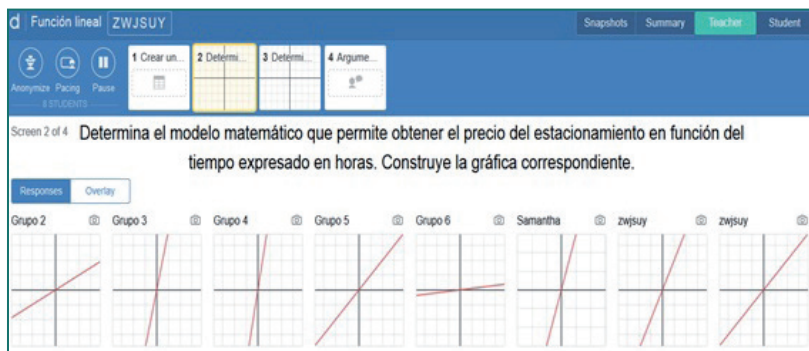 d Función lineal ZWJSUY Snapshots Summary Teacher Student
1 Crear un... 2 Determi... 3 Determi... 4 Argume...
Anonymize Pacing Pause
8 STUDENTS
Screen 2 of 4 Determina el modelo matemático que permite obtener el precio del estacionamiento en función del
tiempo expresado en horas. Construye la gráfica correspondiente.
Responses Overlay
Grupo 2 Grupo 3 Grupo 4 Grupo 5 Grupo 6 Samantha zwjsuy zwjsuy